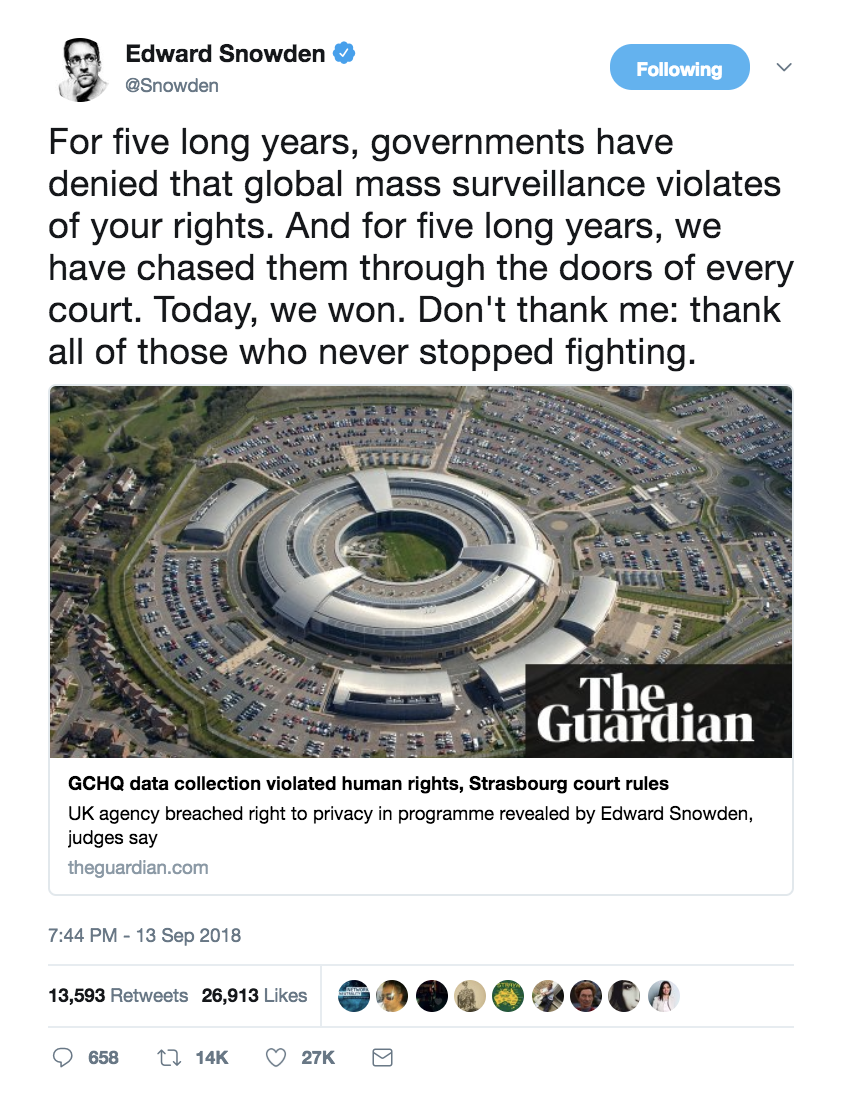 Edward Snowden
@Snowden
Following
For five long years, governments have
denied that global mass surveillance violates
of your rights. And for five long years, we
have chased them through the doors of every
court. Today, we won. Don't thank me: thank
all of those who never stopped fighting.
The
Guardian
GCHQ data collection violated human rights, Strasbourg court rules
UK agency breached right to privacy in programme revealed by Edward Snowden,
judges say
theguardian.com
7:44 PM - 13 Sep 2018
13,593 Retweets 26,913 Likes
658 14K 27K